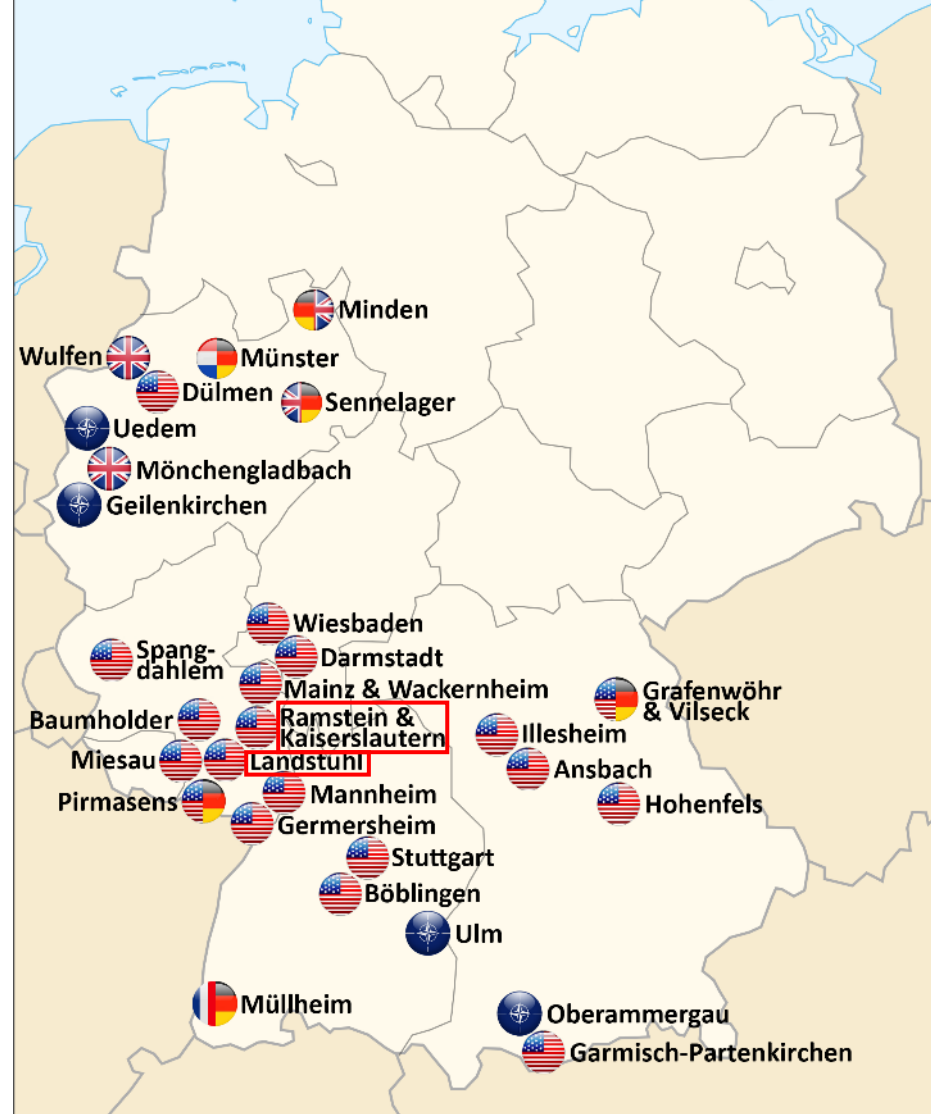 Minden
Wulfen
Münster
Dülmen
Sennelager
Uedem
Mönchengladbach
Geilenkirchen
Wiesbaden
Spang-
dahlem
Darmstadt
Mainz & Wackernheim
Grafenwöhr
& Vilseck
Baumholder
Ramstein &
Kaiserslautern
Illesheim
Miesau
Landstuhl
Ansbach
Pirmasens
Mannheim
Hohenfels
Germersheim
Stuttgart
Böblingen
Ulm
Müllheim
Oberammergau
Garmisch-Partenkirchen